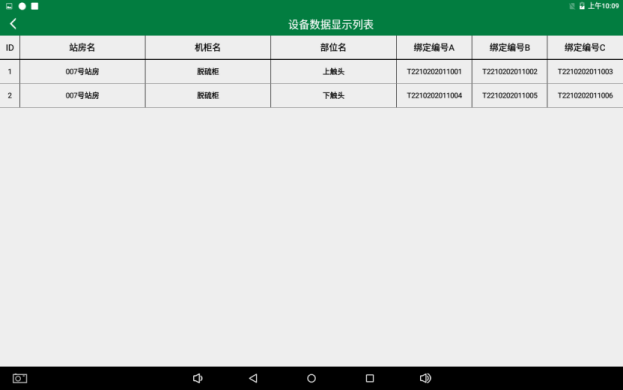 上午10:09
设备数据显示列表
ID 站房名 机柜名 部位名 绑定编号A 绑定编号B 绑定编号C
1 007号站房 脱硫柜 上触头 T2210202011001 T2210202011002 T2210202011003
2 007号站房 脱硫柜 下触头 T2210202011004 T2210202011005 T2210202011006